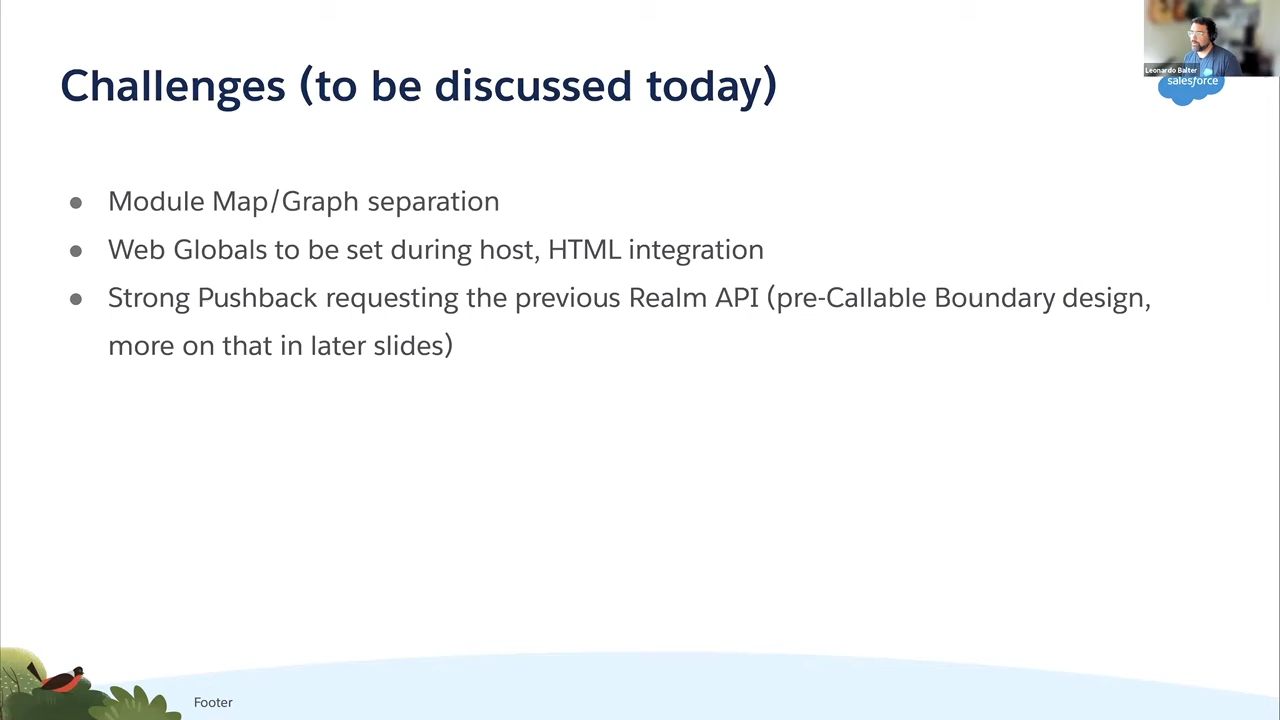 Challenges (to be discussed today)
Leonardo Balter
salesforce
● Module Map/Graph separation
● Web Globals to be set during host, HTML integration
● Strong Pushback requesting the previous Realm API (pre-Callable Boundary design,
more on that in later slides)
Footer